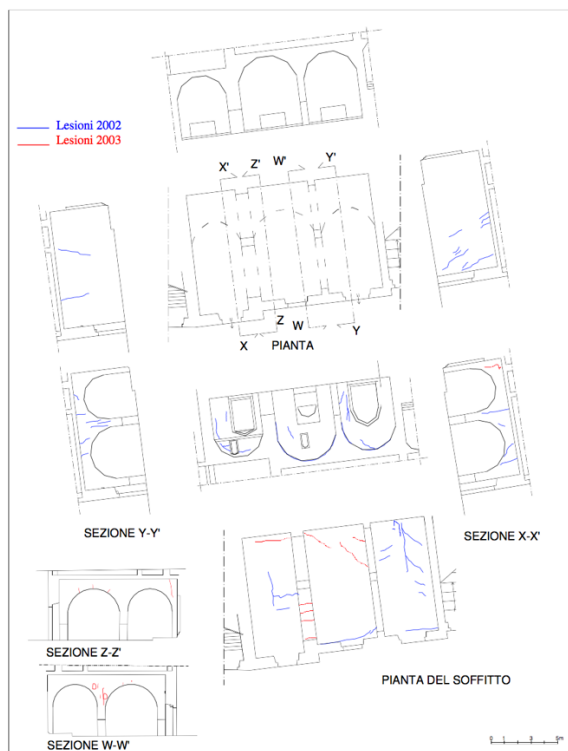 Lesioni 2002
Lesioni 2003
X' Z' W' Y'
Z W Y
X
PIANTA
SEZIONE Y-Y'
SEZIONE X-X'
SEZIONE Z-Z'
PIANTA DEL SOFFITTO
SEZIONE W-W'
0 1 3 5m